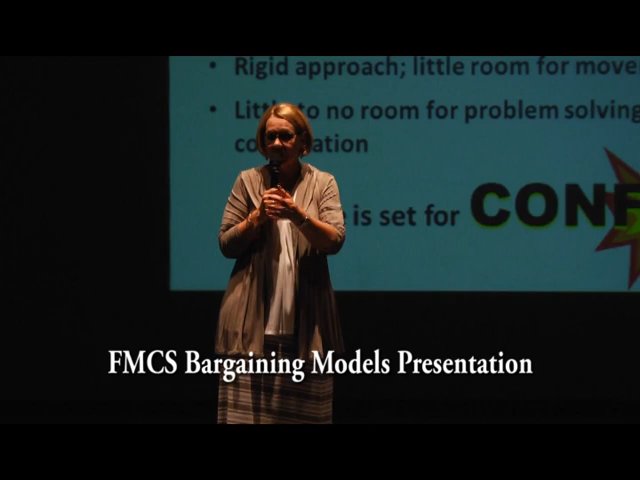 • Rigid approach; little room for move
• Little to no room for problem solving
is set for CONF
FMCS Bargaining Models Presentation